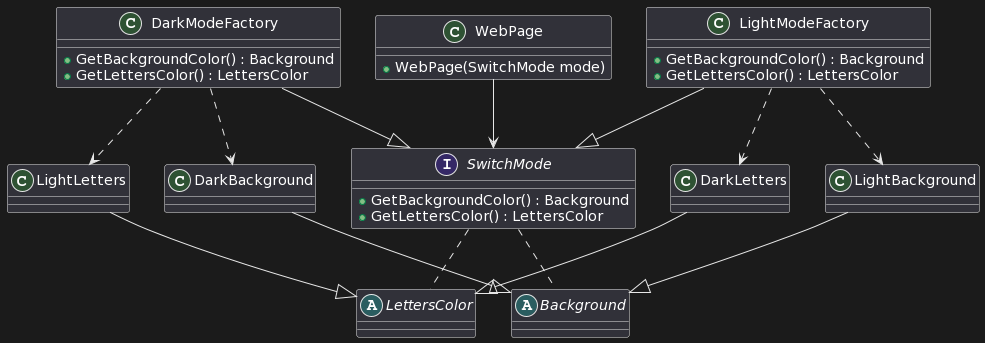 C DarkModeFactory
GetBackgroundColor() : Background
GetLettersColor() : LettersColor
C WebPage
WebPage(SwitchMode mode)
C LightModeFactory
GetBackgroundColor() : Background
GetLettersColor() : LettersColor
C LightLetters
C DarkBackground
I SwitchMode
GetBackgroundColor() : Background
GetLettersColor() : LettersColor
C DarkLetters
C LightBackground
A LettersColor
A Background